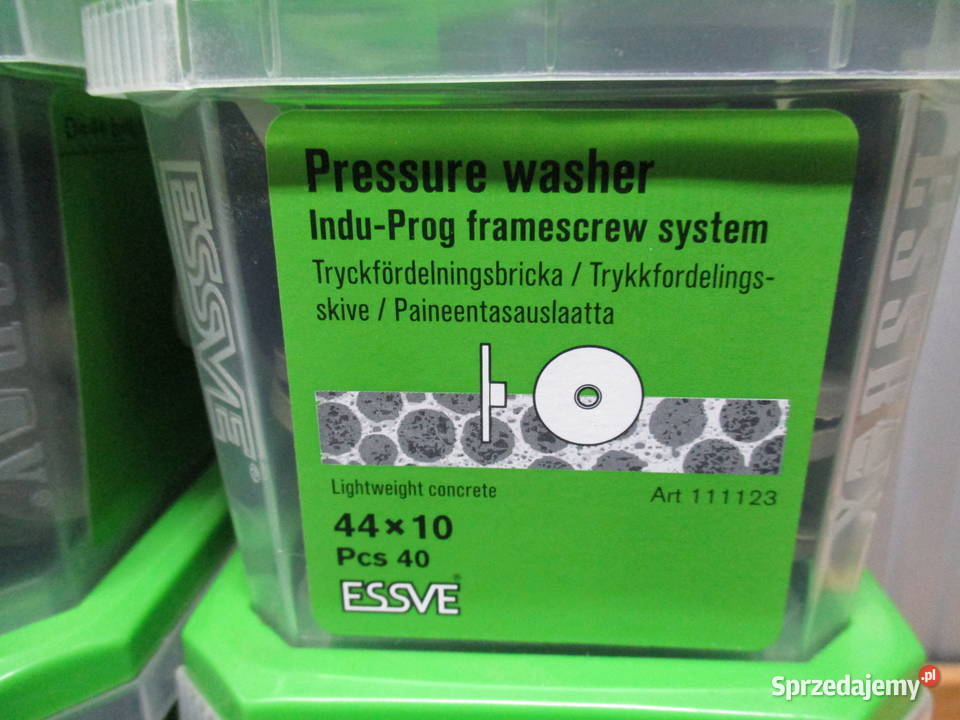 Pressure washer
Indu-Prog framescrew system
Tryckfördelningsbricka / Trykkfordelings-
skive / Paineentasauslaatta
Lightweight concrete
Art 111123
44×10
Pcs 40
ESSVE®
ESSVE®
ESSVE
Sprzedajemy.pl